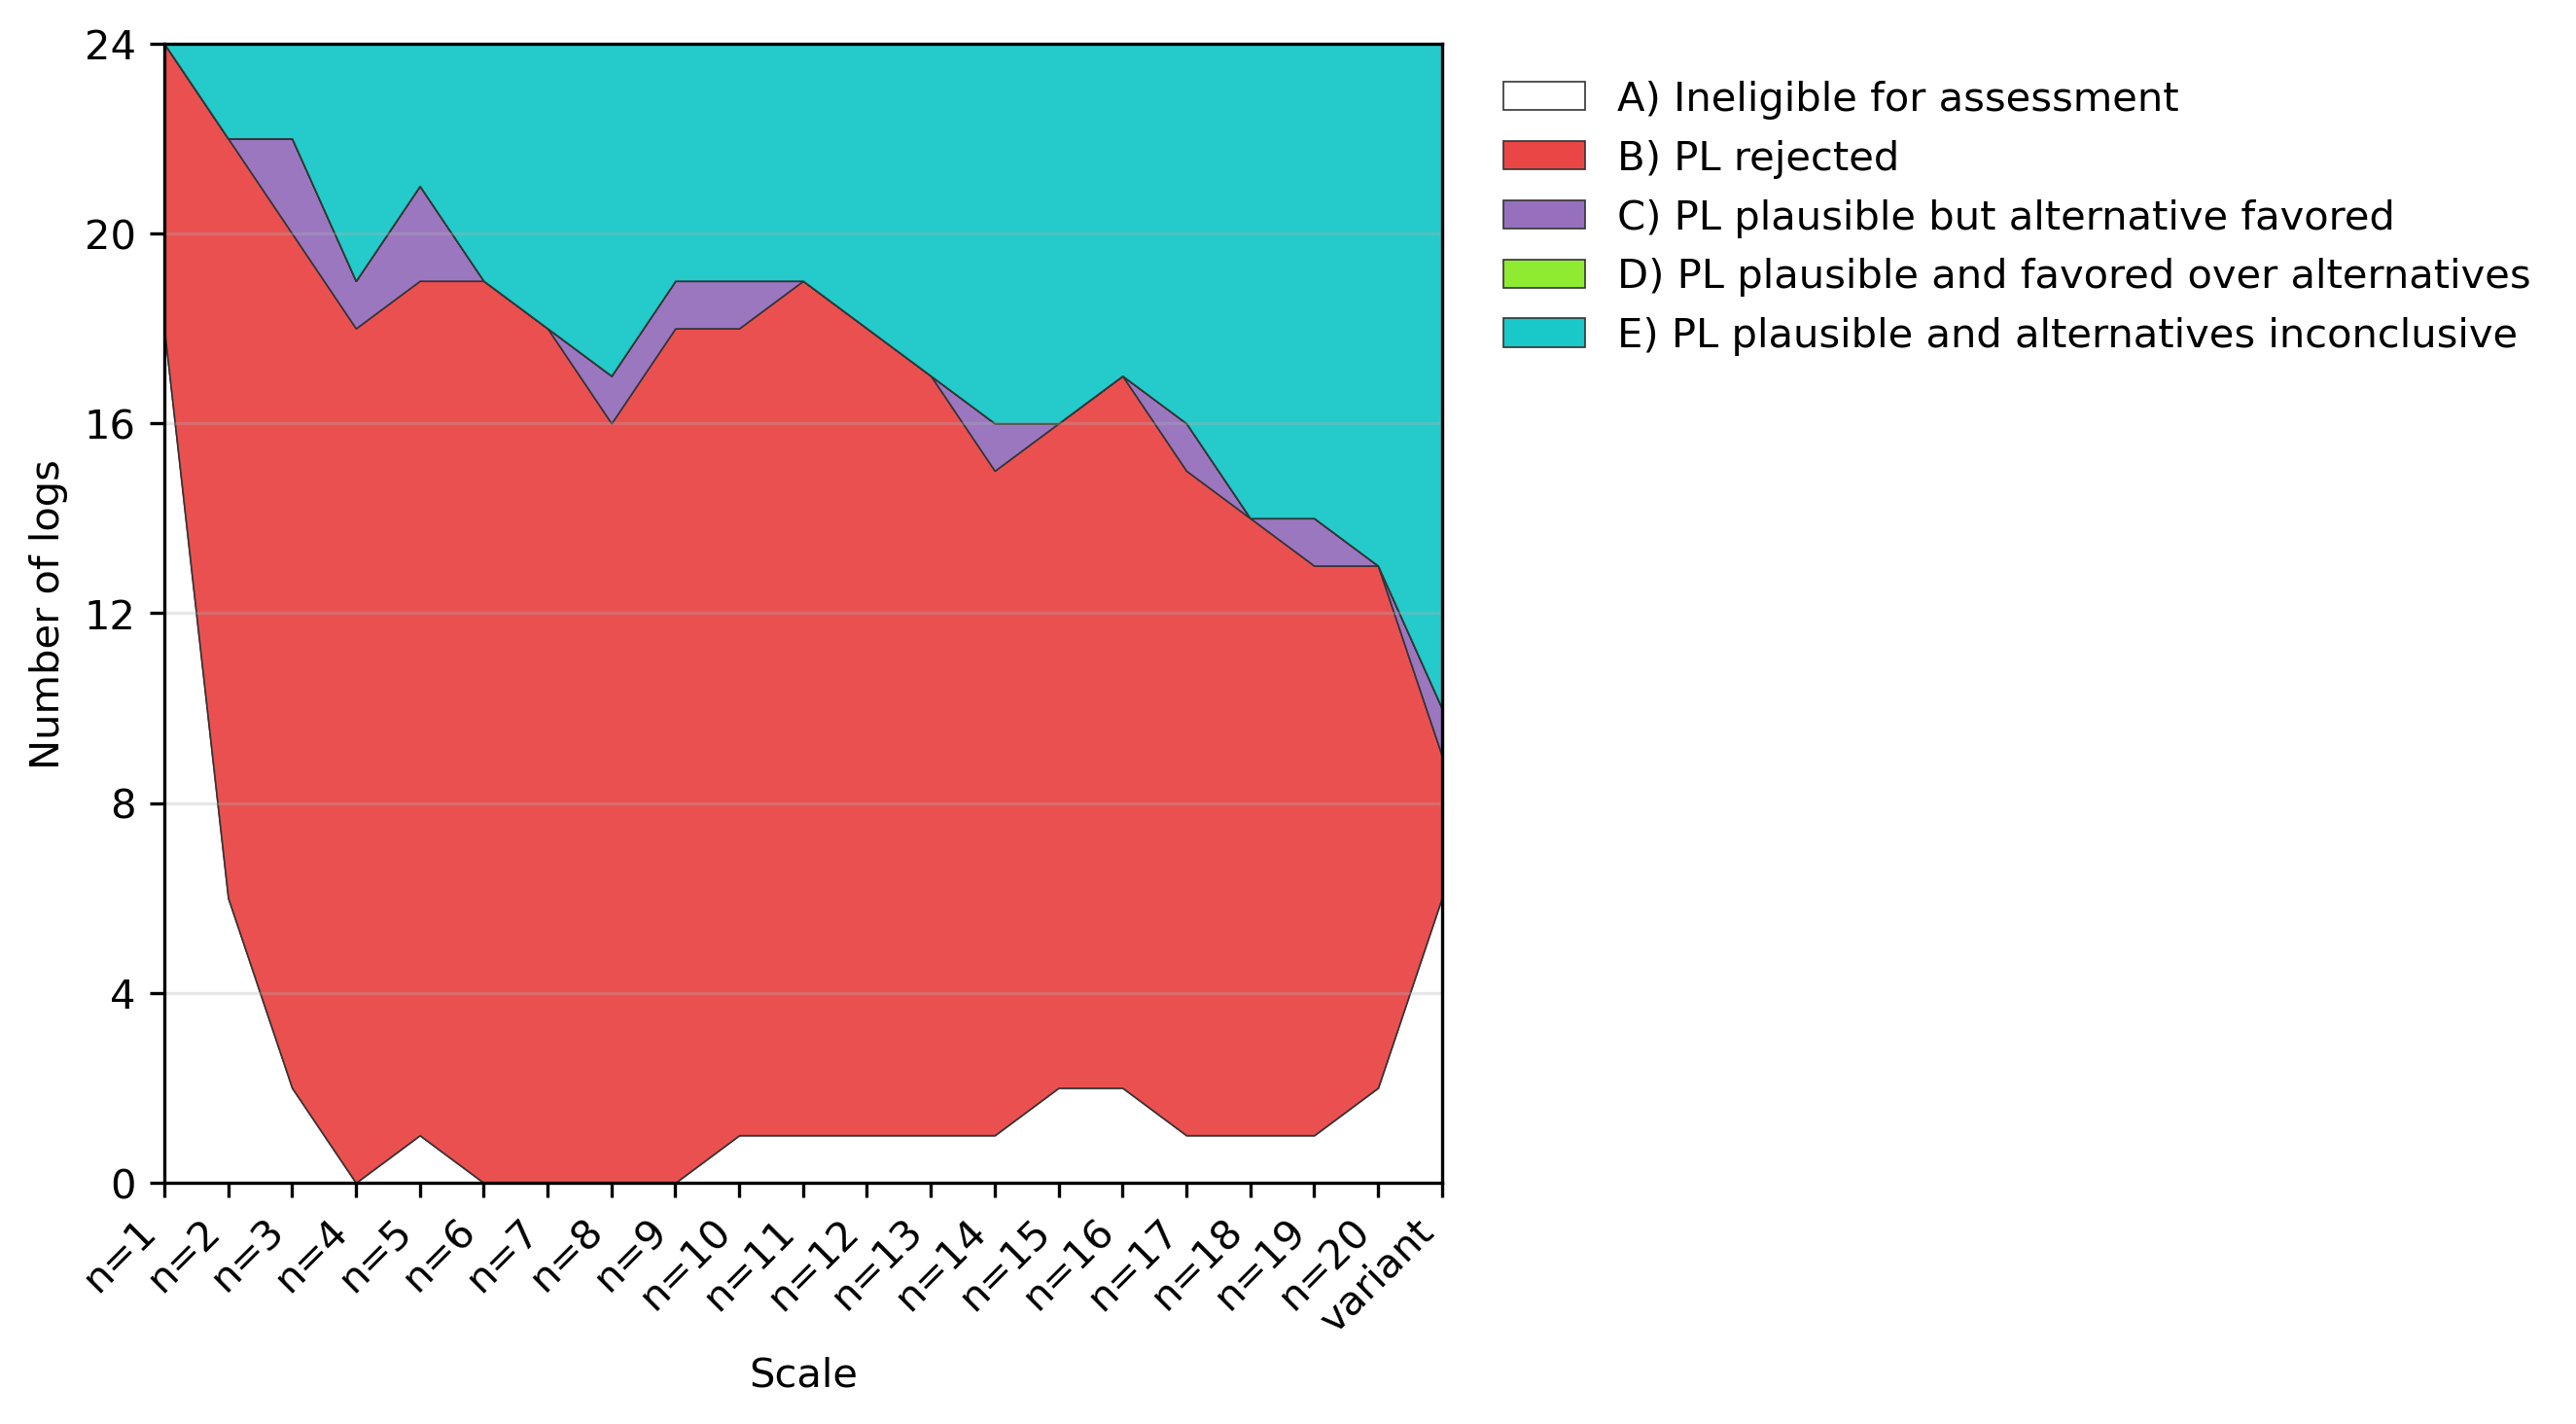 24
20
16
12
8
4
0
Number of logs
n=1
n=2
n=3
n=4
n=5
n=6
n=7
n=8
n=9
n=10
n=11
n=12
n=13
n=14
n=15
n=16
n=17
n=18
n=19
n=20
variant
Scale
A) Ineligible for assessment
B) PL rejected
C) PL plausible but alternative favored
D) PL plausible and favored over alternatives
E) PL plausible and alternatives inconclusive